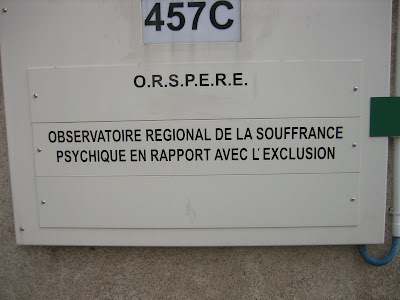 457C
O.R.S.P.E.R.E.
OBSERVATOIRE REGIONAL DE LA SOUFFRANCE
PSYCHIQUE EN RAPPORT AVEC L'EXCLUSION